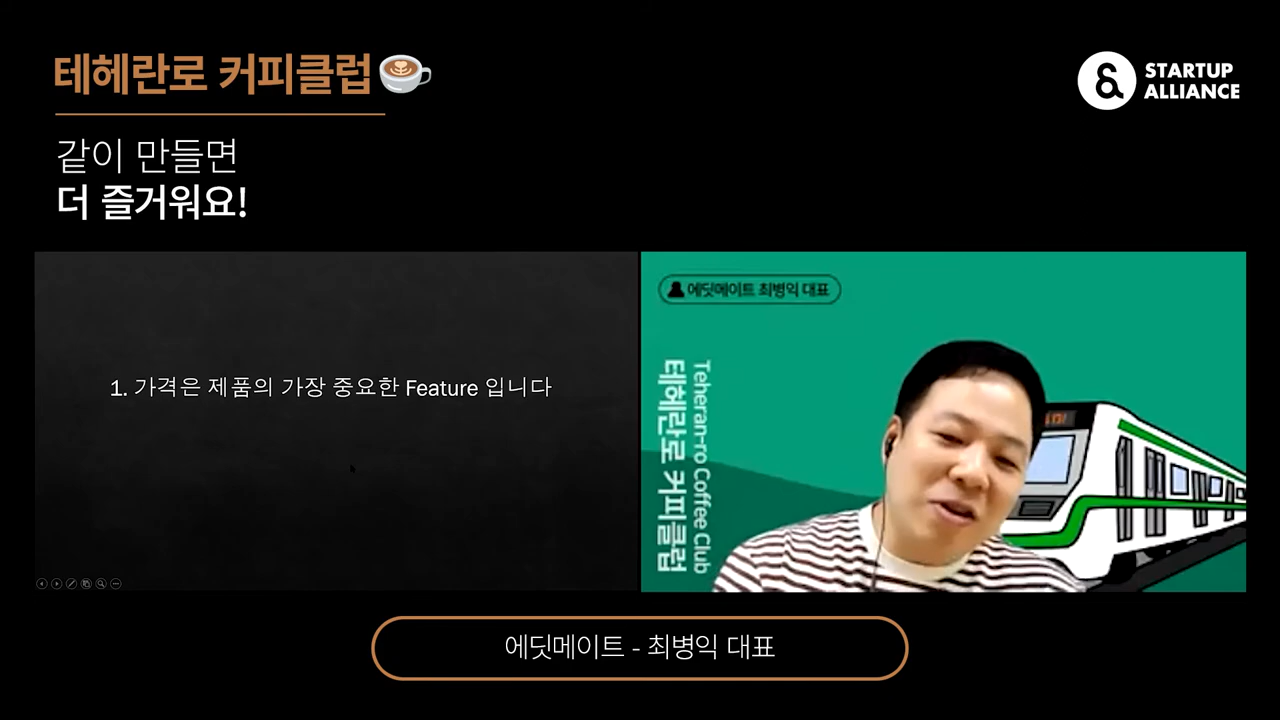 테헤란로 커피클럽
STARTUP
ALLIANCE
같이 만들면
더 즐거워요!
1. 가격은 제품의 가장 중요한 Feature 입니다
에딧메이트 최병익 대표
Teheran-ro Coffee Club
테헤란로 커피클럽
에딧메이트 - 최병익 대표